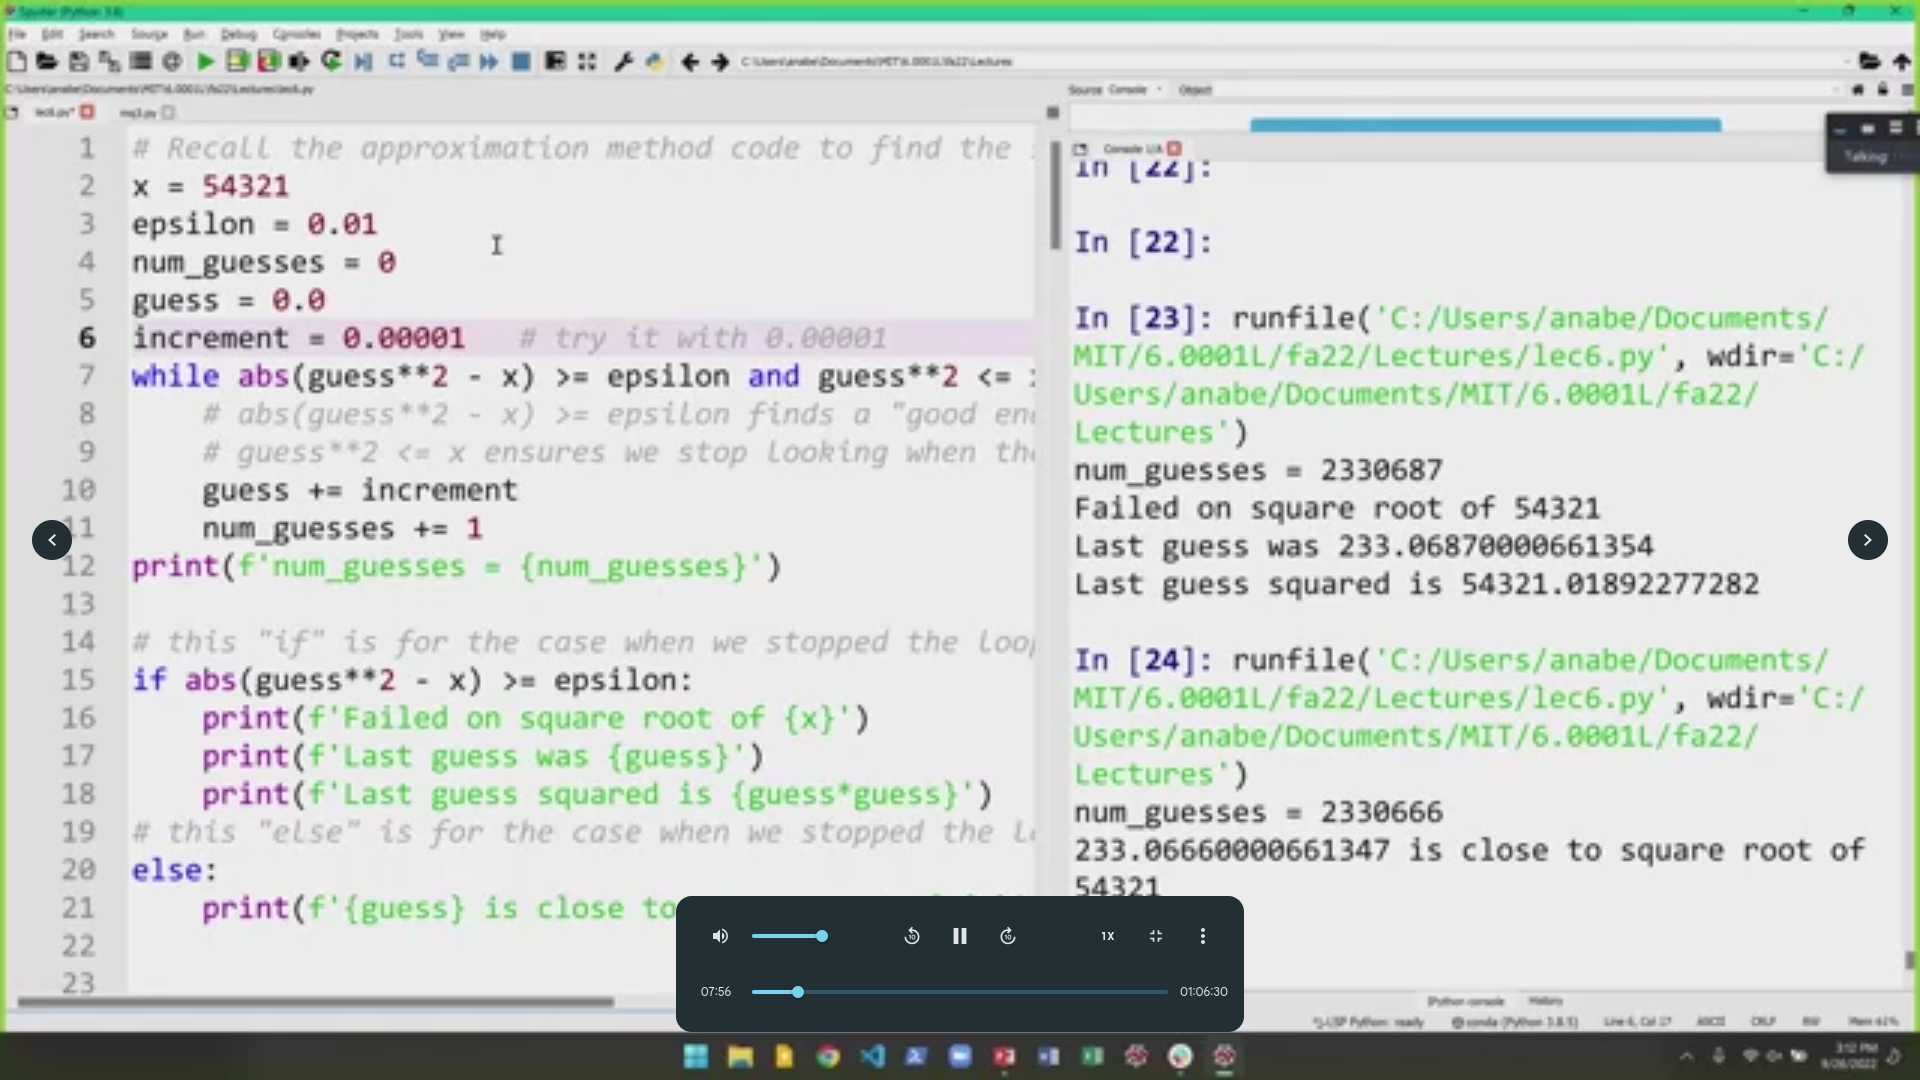 Spyder (Python 3.8)
File Edit Search Source Run Debug Consoles Projects Tools View Help
C:\Users\anabe\Documents\MIT\6.0001L\fa22\Lectures
C:\Users\anabe\Documents\MIT\6.0001L\fa22\Lectures\lec6.py
lec6.py*
1 # Recall the approximation method code to find the
2 x = 54321
3 epsilon = 0.01
4 num_guesses = 0
5 guess = 0.0
6 increment = 0.00001 # try it with 0.00001
7 while abs(guess**2 - x) >= epsilon and guess**2 <=
8 # abs(guess**2 - x) >= epsilon finds a "good en
9 # guess**2 <= x ensures we stop looking when th
10 guess += increment
11 num_guesses += 1
12 print(f'num_guesses = {num_guesses}')
13
14 # this "if" is for the case when we stopped the loo
15 if abs(guess**2 - x) >= epsilon:
16 print(f'Failed on square root of {x}')
17 print(f'Last guess was {guess}')
18 print(f'Last guess squared is {guess*guess}')
19 # this "else" is for the case when we stopped the l
20 else:
21 print(f'{guess} is close to
22
23
Source Console Object
Console 1/A
Talking:
In [22]:
In [22]:
In [23]: runfile('C:/Users/anabe/Documents/
MIT/6.0001L/fa22/Lectures/lec6.py', wdir='C:/
Users/anabe/Documents/MIT/6.0001L/fa22/
Lectures')
num_guesses = 2330687
Failed on square root of 54321
Last guess was 233.06870000661354
Last guess squared is 54321.01892277282
In [24]: runfile('C:/Users/anabe/Documents/
MIT/6.0001L/fa22/Lectures/lec6.py', wdir='C:/
Users/anabe/Documents/MIT/6.0001L/fa22/
Lectures')
num_guesses = 2330666
233.06660000661347 is close to square root of
54321
10 10 1X
07:56 01:06:30
IPython console History
LSP Python: ready conda (Python 3.8.5) Line 6, Col 17 ASCII CRLF RW Mem 61%
3:12 PM
9/26/2022